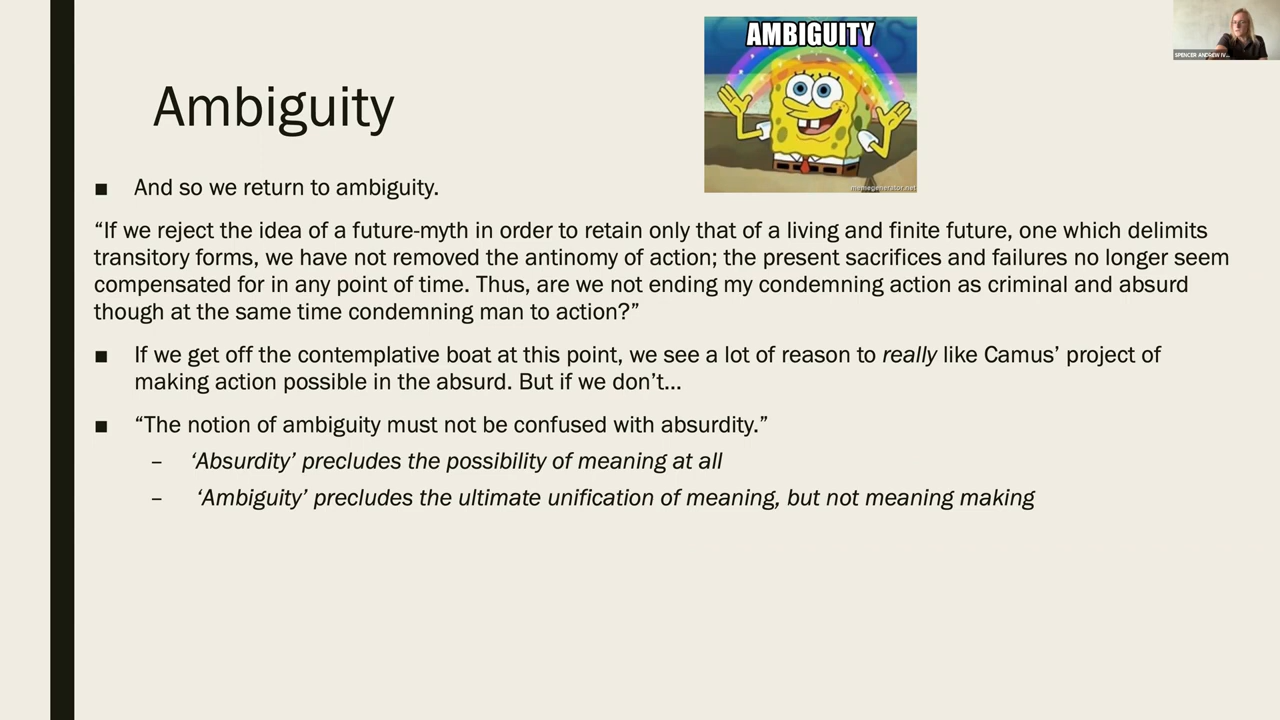 AMBIGUITY
memegenerator.net
SPENCER ANDREW IV...
Ambiguity
■ And so we return to ambiguity.
“If we reject the idea of a future-myth in order to retain only that of a living and finite future, one which delimits
transitory forms, we have not removed the antinomy of action; the present sacrifices and failures no longer seem
compensated for in any point of time. Thus, are we not ending my condemning action as criminal and absurd
though at the same time condemning man to action?”
■ If we get off the contemplative boat at this point, we see a lot of reason to really like Camus’ project of
making action possible in the absurd. But if we don’t…
■ “The notion of ambiguity must not be confused with absurdity.”
– ‘Absurdity’ precludes the possibility of meaning at all
– ‘Ambiguity’ precludes the ultimate unification of meaning, but not meaning making